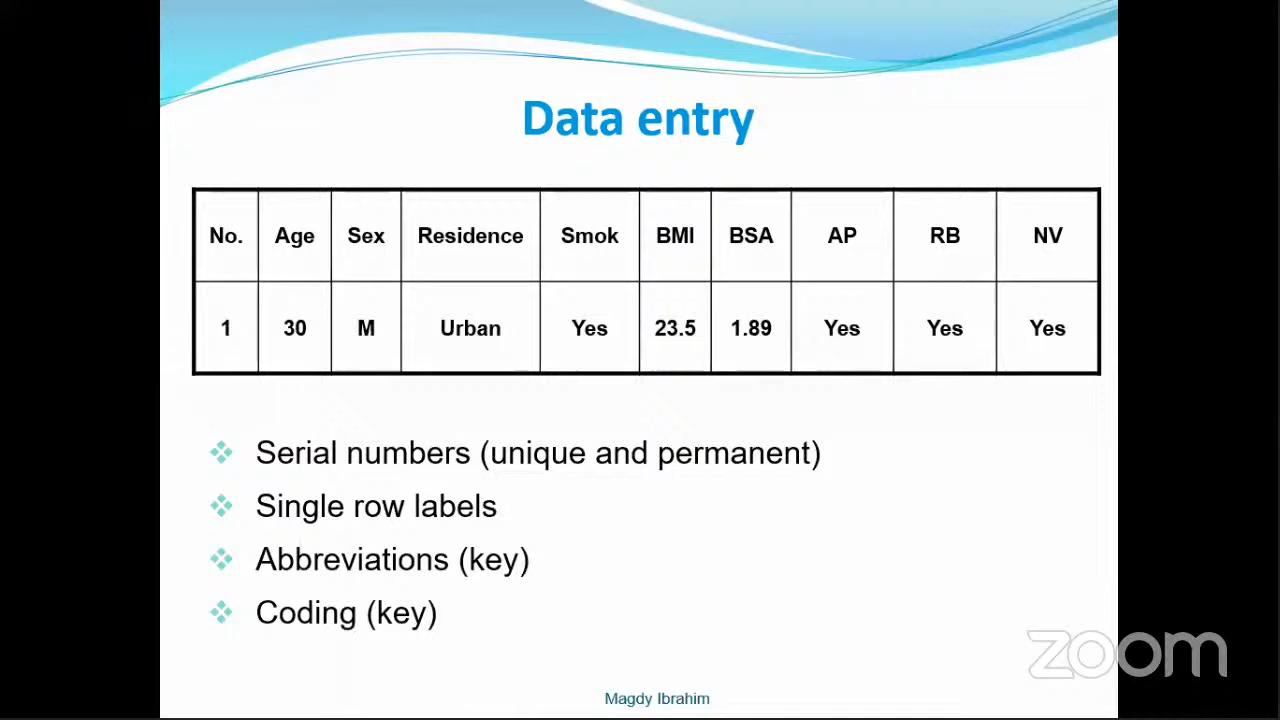 Data entry
No. Age Sex Residence Smok BMI BSA AP RB NV
1 30 M Urban Yes 23.5 1.89 Yes Yes Yes
Serial numbers (unique and permanent)
Single row labels
Abbreviations (key)
Coding (key)
zoom
Magdy Ibrahim